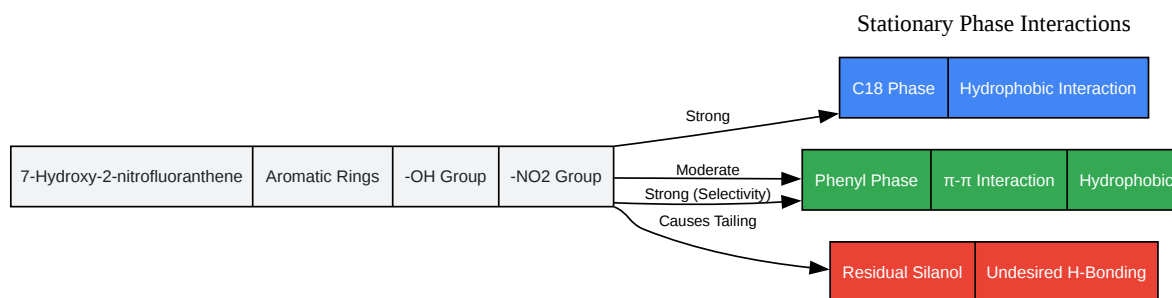 Stationary Phase Interactions
C18 Phase
Hydrophobic Interaction
Strong
7-Hydroxy-2-nitrofluoranthene
Aromatic Rings
-OH Group
-NO2 Group
Moderate
Strong (Selectivity)
Causes Tailing
Phenyl Phase
π-π Interaction
Hydrophobic
Residual Silanol
Undesired H-Bonding